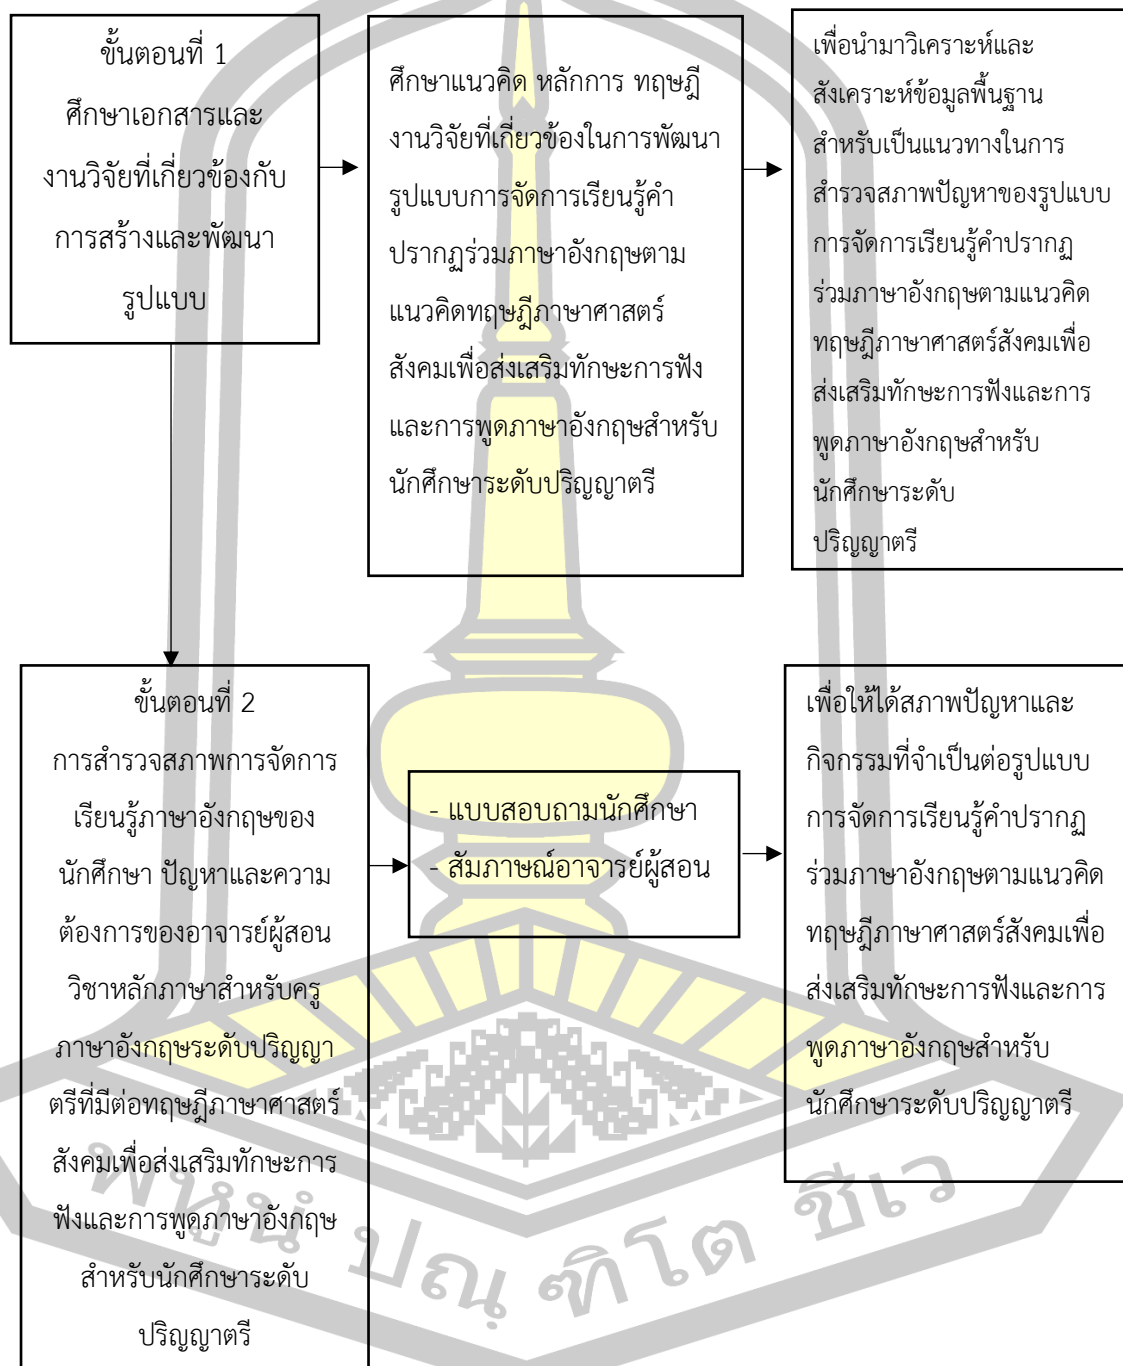 ขั้นตอนที่ 1
ศึกษาเอกสารและ
งานวิจัยที่เกี่ยวข้องกับ
การสร้างและพัฒนา
รูปแบบ
ศึกษาแนวคิด หลักการ ทฤษฎี
งานวิจัยที่เกี่ยวข้องในการพัฒนา
รูปแบบการจัดการเรียนรู้คำ
ปรากฏร่วมภาษาอังกฤษตาม
แนวคิดทฤษฎีภาษาศาสตร์
สังคมเพื่อส่งเสริมทักษะการฟัง
และการพูดภาษาอังกฤษสำหรับ
นักศึกษาระดับปริญญาตรี
เพื่อนำมาวิเคราะห์และ
สังเคราะห์ข้อมูลพื้นฐาน
สำหรับเป็นแนวทางในการ
สำรวจสภาพปัญหาของรูปแบบ
การจัดการเรียนรู้คำปรากฏ
ร่วมภาษาอังกฤษตามแนวคิด
ทฤษฎีภาษาศาสตร์สังคมเพื่อ
ส่งเสริมทักษะการฟังและการ
พูดภาษาอังกฤษสำหรับ
นักศึกษาระดับ
ปริญญาตรี
ขั้นตอนที่ 2
การสำรวจสภาพการจัดการ
เรียนรู้ภาษาอังกฤษของ
นักศึกษา ปัญหาและความ
ต้องการของอาจารย์ผู้สอน
วิชาหลักภาษาสำหรับครู
ภาษาอังกฤษระดับปริญญา
ตรีที่มีต่อทฤษฎีภาษาศาสตร์
สังคมเพื่อส่งเสริมทักษะการ
ฟังและการพูดภาษาอังกฤษ
สำหรับนักศึกษาระดับ
ปริญญาตรี
- แบบสอบถามนักศึกษา
- สัมภาษณ์อาจารย์ผู้สอน
เพื่อให้ได้สภาพปัญหาและ
กิจกรรมที่จำเป็นต่อรูปแบบ
การจัดการเรียนรู้คำปรากฏ
ร่วมภาษาอังกฤษตามแนวคิด
ทฤษฎีภาษาศาสตร์สังคมเพื่อ
ส่งเสริมทักษะการฟังและการ
พูดภาษาอังกฤษสำหรับ
นักศึกษาระดับปริญญาตรี
พหูนํ ปณฺฑิโต ชีเว